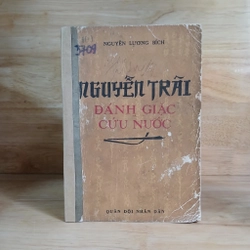 NGUYỄN LƯƠNG BÍCH
NGUYỄN TRÃI
ĐÁNH GIẶC
CỨU NƯỚC
QUÂN ĐỘI NHÂN DÂN